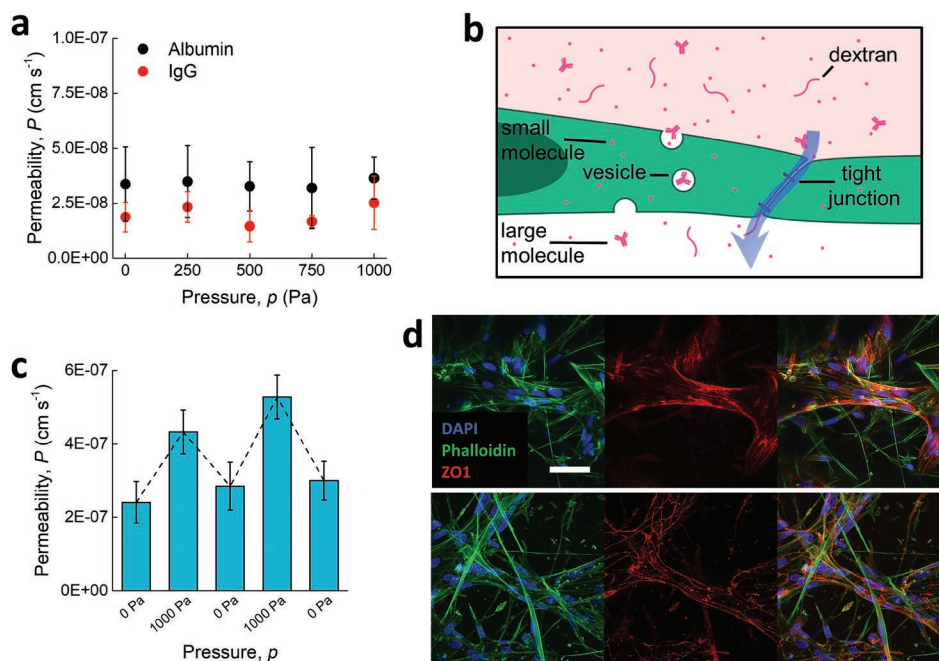 a
1.0E-07
7.5E-08
5.0E-08
2.5E-08
0.0E+00
Permeability, P (cm s⁻¹)
Albumin
IgG
0 250 500 750 1000
Pressure, p (Pa)
b
dextran
small
molecule
vesicle
tight
junction
large
molecule
c
6E-07
4E-07
2E-07
0E+00
Permeability, P (cm s⁻¹)
0 Pa 1000 Pa 0 Pa 1000 Pa 0 Pa
Pressure, p
d
DAPI
Phalloidin
ZO1